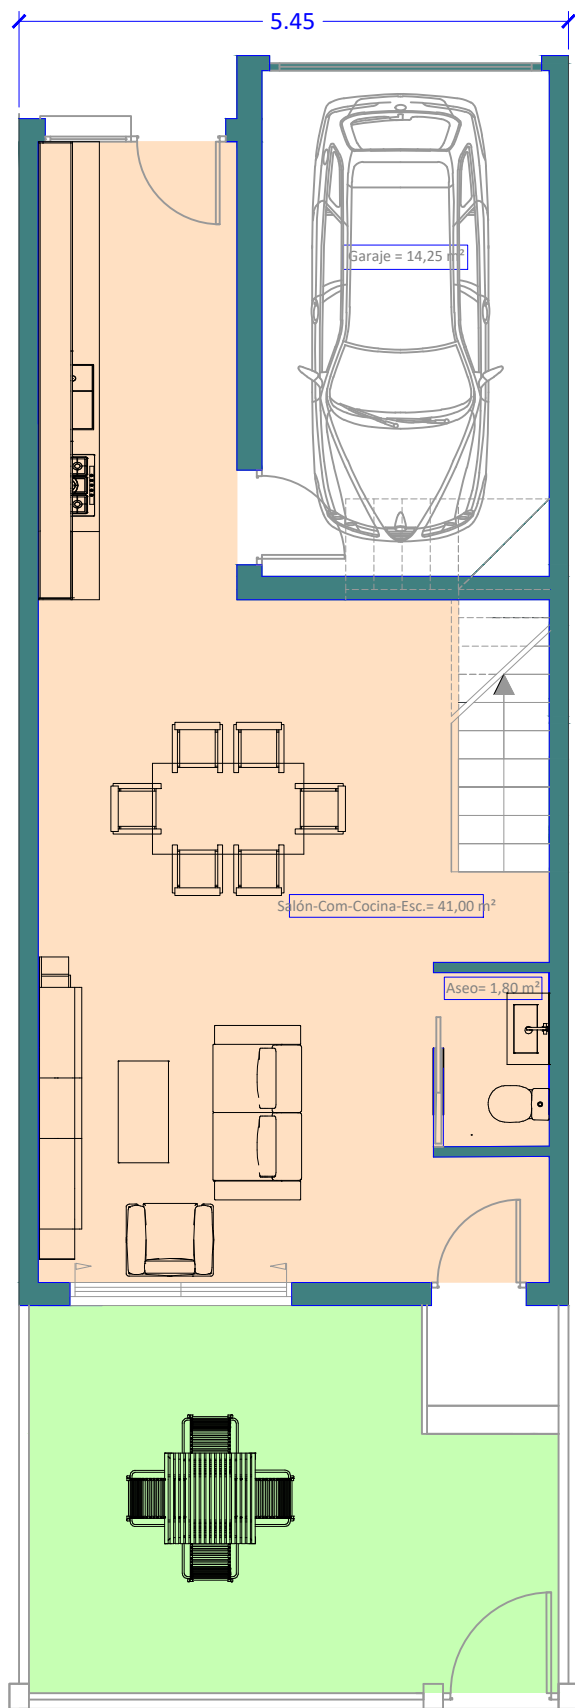 5.45
Garaje = 14,25 m²
Salón-Com-Cocina-Esc.= 41,00 m²
Aseo= 1,80 m²